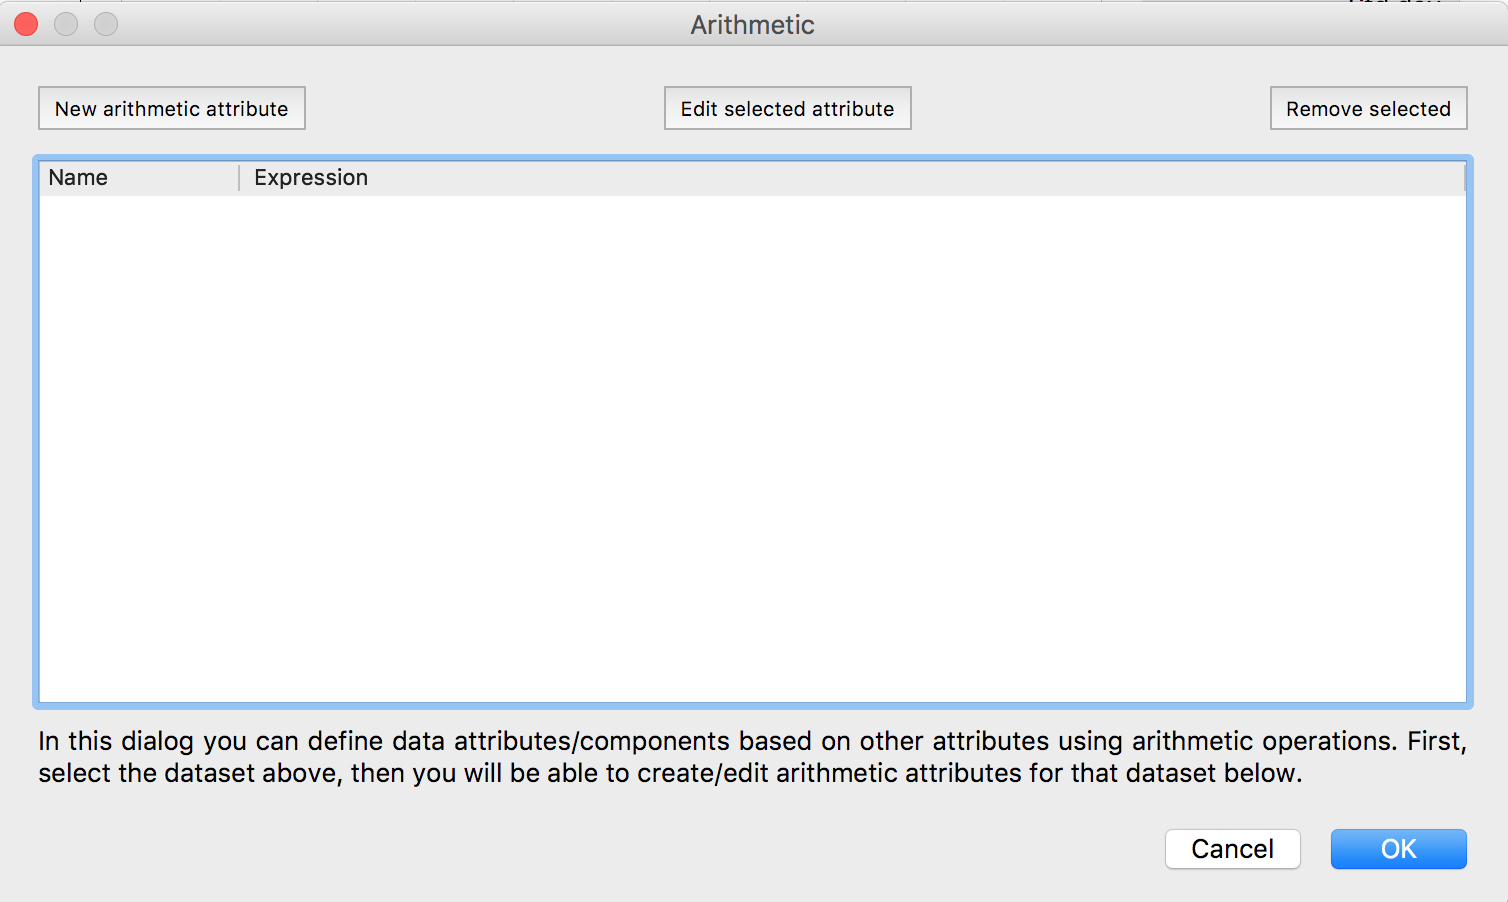 Arithmetic
New arithmetic attribute
Edit selected attribute
Remove selected
Name
Expression
In this dialog you can define data attributes/components based on other attributes using arithmetic operations. First,
select the dataset above, then you will be able to create/edit arithmetic attributes for that dataset below.
Cancel
OK